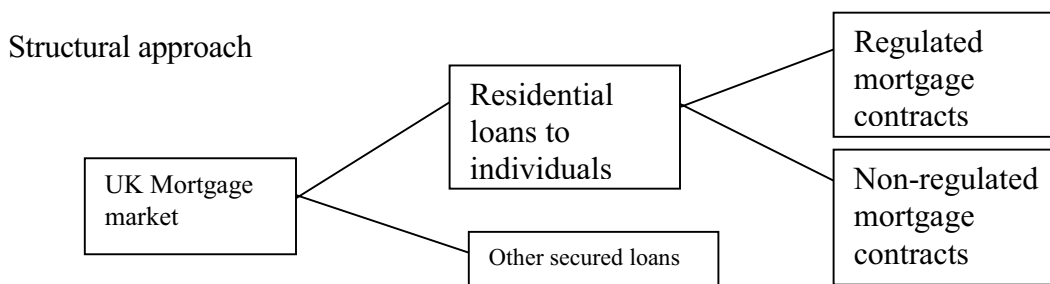 Structural approach
UK Mortgage
market
Residential
loans to
individuals
Other secured loans
Regulated
mortgage
contracts
Non-regulated
mortgage
contracts